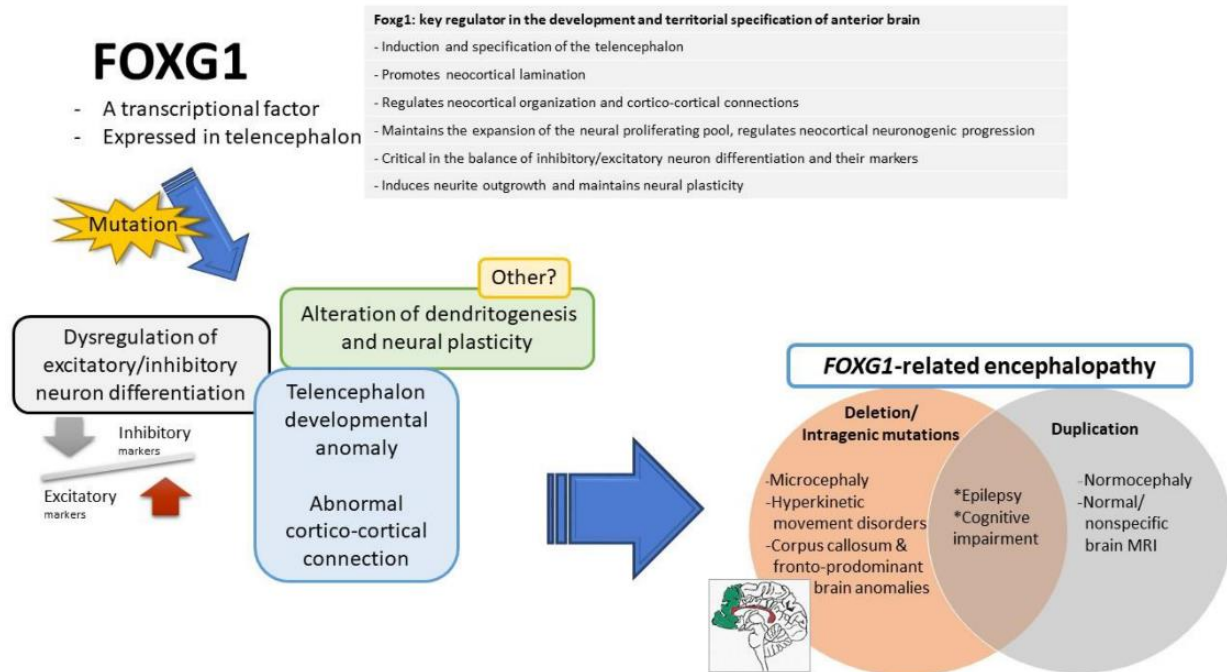 FOXG1
- A transcriptional factor
- Expressed in telencephalon
Foxg1: key regulator in the development and territorial specification of anterior brain
- Induction and specification of the telencephalon
- Promotes neocortical lamination
- Regulates neocortical organization and cortico-cortical connections
- Maintains the expansion of the neural proliferating pool, regulates neocortical neuronogenic progression
- Critical in the balance of inhibitory/excitatory neuron differentiation and their markers
- Induces neurite outgrowth and maintains neural plasticity
Mutation
Other?
Alteration of dendritogenesis
and neural plasticity
Dysregulation of
excitatory/inhibitory
neuron differentiation
Inhibitory
markers
Excitatory
markers
Telencephalon
developmental
anomaly
Abnormal
cortico-cortical
connection
FOXG1-related encephalopathy
Deletion/
Intragenic mutations
-Microcephaly
-Hyperkinetic
movement disorders
-Corpus callosum &
fronto-prodominant
brain anomalies
*Epilepsy
*Cognitive
impairment
Duplication
-Normocephaly
-Normal/
nonspecific
brain MRI